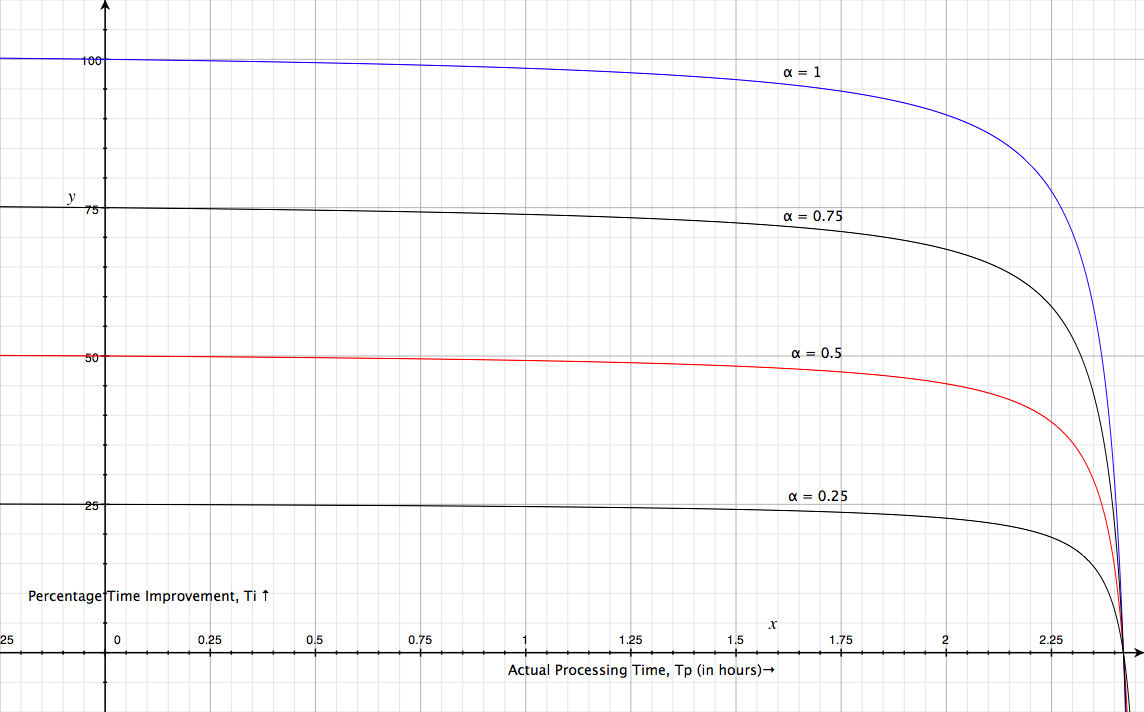 100
α = 1
y
75
α = 0.75
50
α = 0.5
25
α = 0.25
Percentage Time Improvement, Ti ↑
x
25 0 0.25 0.5 0.75 1 1.25 1.5 1.75 2 2.25
Actual Processing Time, Tp (in hours)→